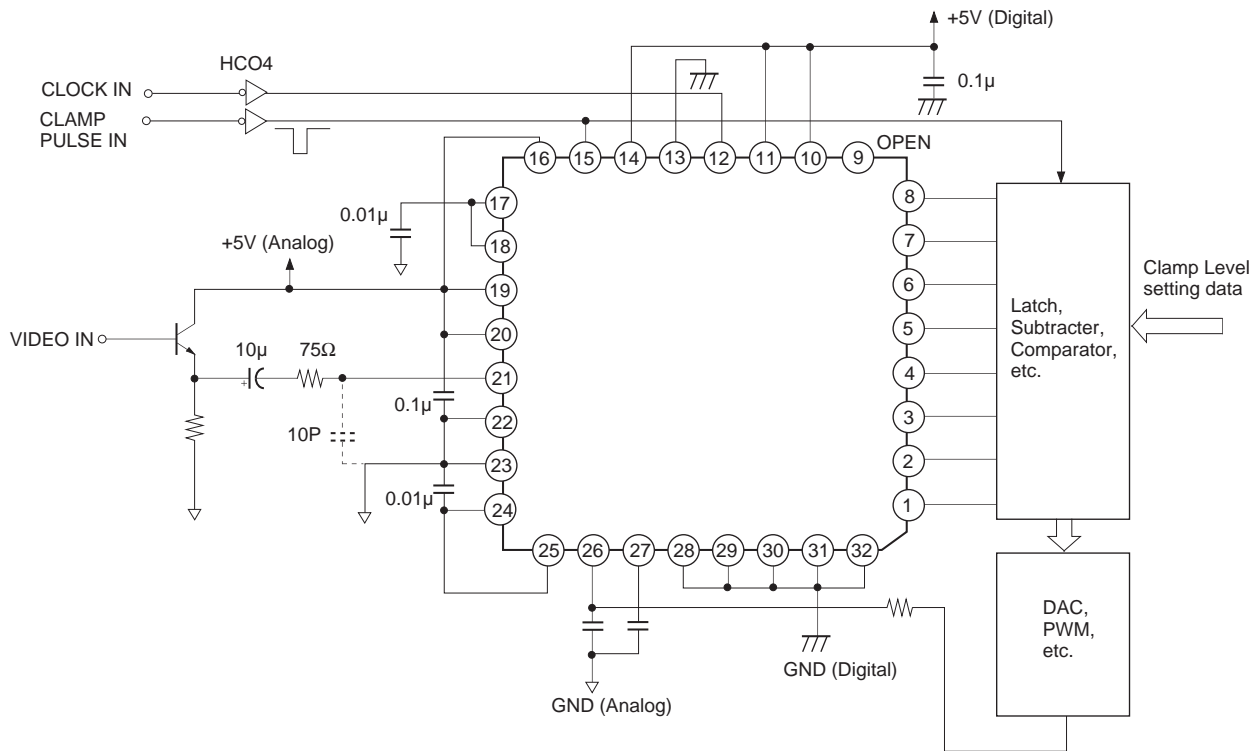 +5V (Digital)
HCO4
0.1µ
CLOCK IN
CLAMP
PULSE IN
OPEN
16
15
14
13
12
11
10
9
17
18
19
20
21
22
23
24
8
7
6
5
4
3
2
1
25
26
27
28
29
30
31
32
0.01µ
+5V (Analog)
VIDEO IN
10µ
+
75Ω
10P
0.1µ
0.01µ
Latch,
Subtracter,
Comparator,
etc.
Clamp Level
setting data
DAC,
PWM,
etc.
GND (Digital)
GND (Analog)